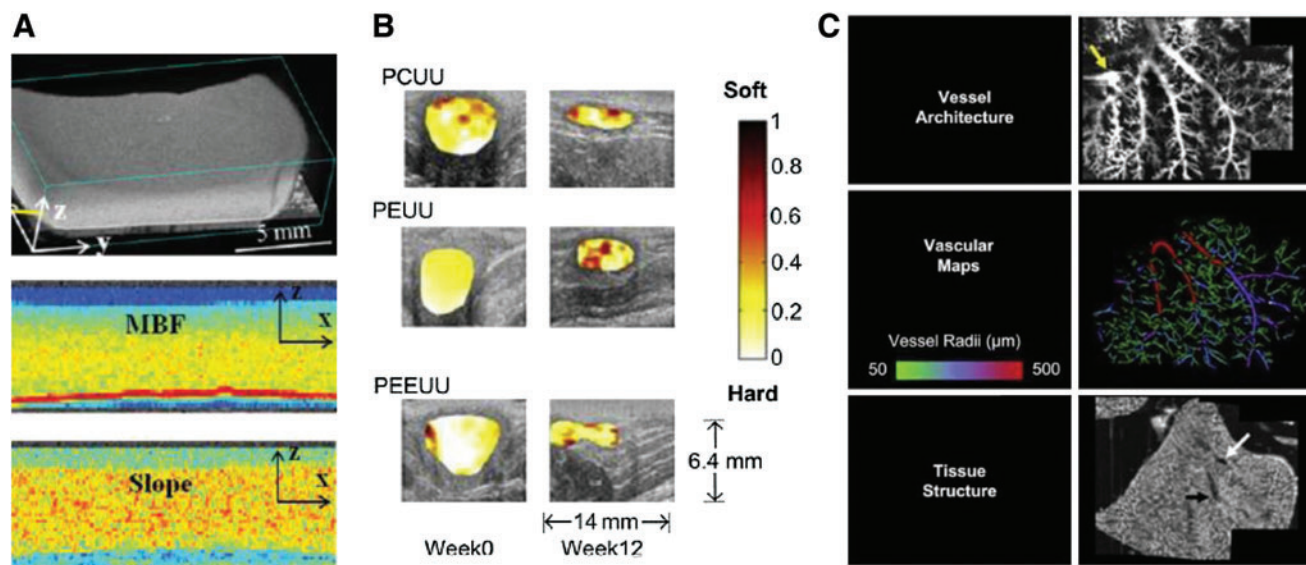 A
z
y
5 mm
MBF
z
x
Slope
z
x
B
PCUU
PEUU
PEEUU
Week0
Week12
14 mm
6.4 mm
Soft
1
0.8
0.6
0.4
0.2
0
Hard
C
Vessel
Architecture
Vascular
Maps
Vessel Radii (μm)
50
500
Tissue
Structure